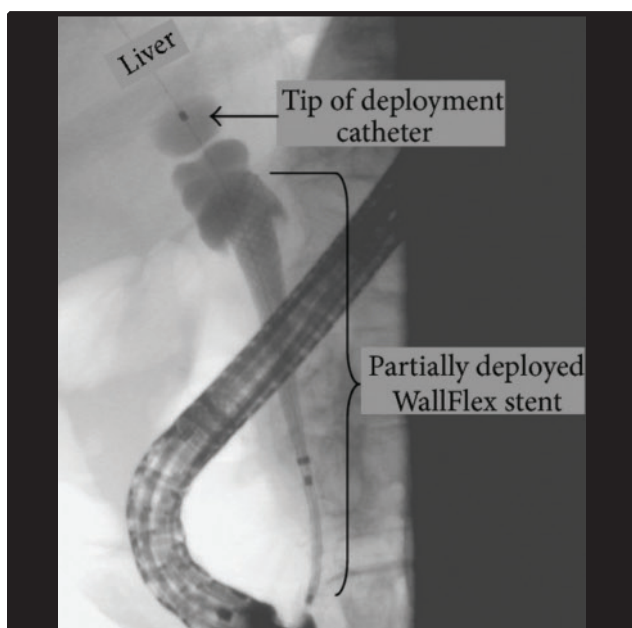 Liver
Tip of deployment
catheter
Partially deployed
WallFlex stent